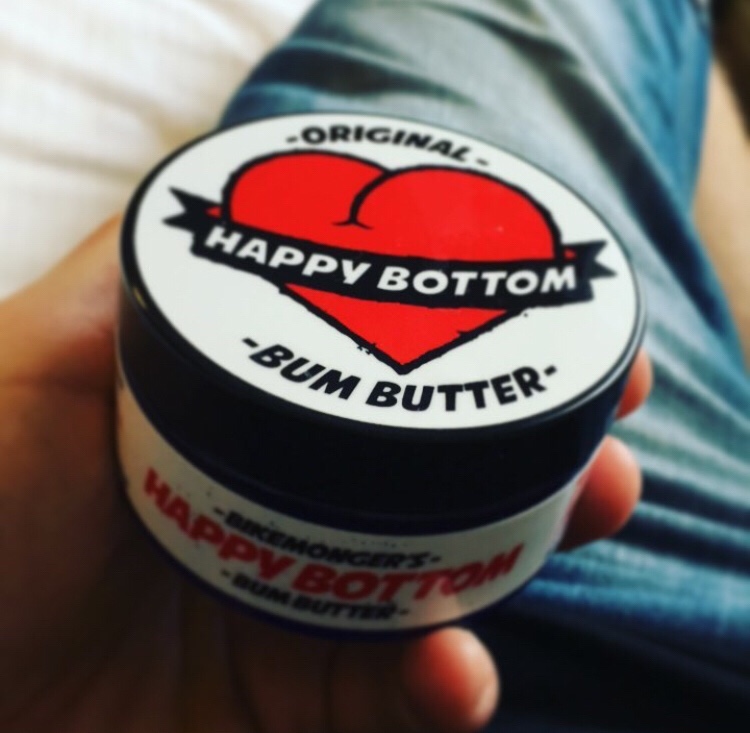 -ORIGINAL-
HAPPY BOTTOM
-BUM BUTTER-
-BIKEMONGER'S-
HAPPY BOTTOM
-BUM BUTTER-